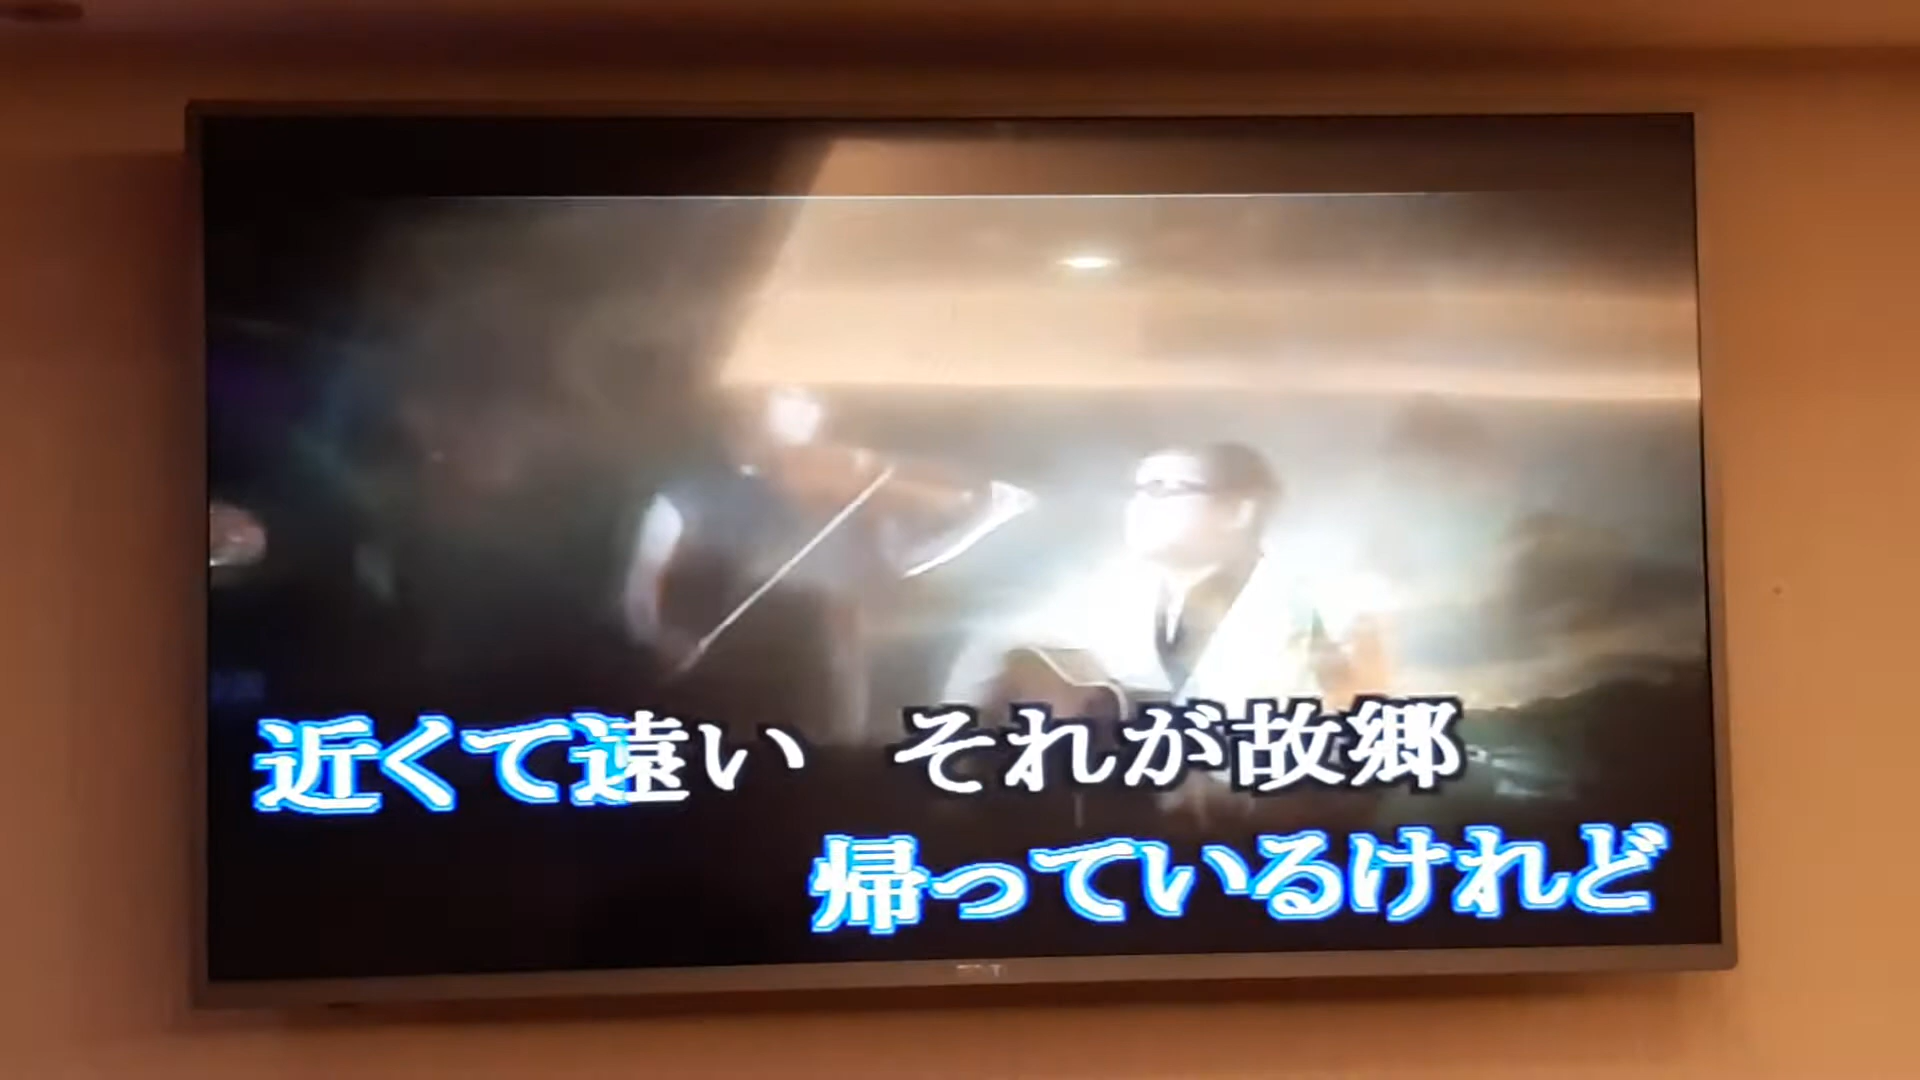 近くて遠い それが故郷
帰っているけれど